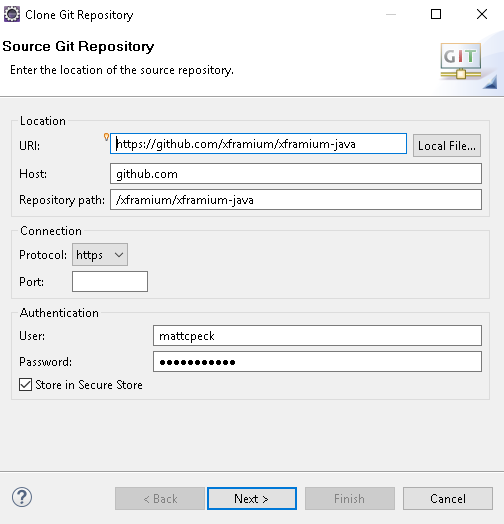 Clone Git Repository
Source Git Repository
Enter the location of the source repository.
GIT
Location
URI: https://github.com/xframium/xframium-java Local File...
Host: github.com
Repository path: /xframium/xframium-java
Connection
Protocol: https
Port:
Authentication
User: mattcpeck
Password: ●●●●●●●●●●●
Store in Secure Store
? < Back Next > Finish Cancel